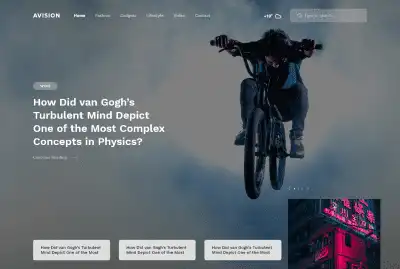 AVISION
Home Fashion Gadgets Lifestyle Video Contact
+19°
How Did van Gogh's
Turbulent Mind Depict
One of the Most Complex
Concepts in Physics?
Continue Reading
How Did van Gogh's Turbulent
Mind Depict One of the Most
How Did van Gogh's Turbulent
Mind Depict One of the Most
How Did van Gogh's Turbulent
Mind Depict One of the Most